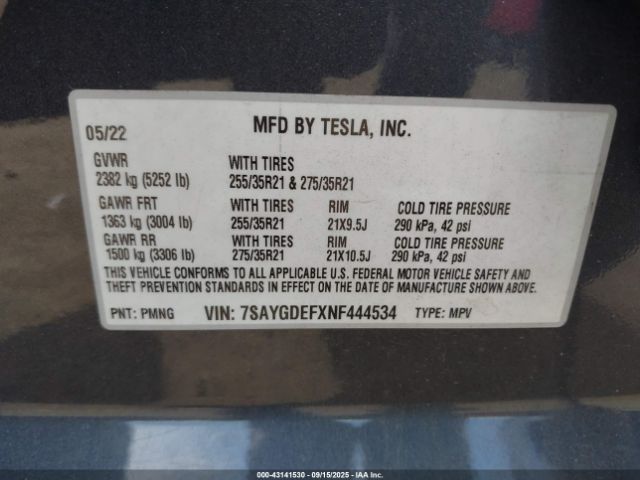 05/22 MFD BY TESLA, INC.
GVWR WITH TIRES
2382 kg (5252 lb) 255/35R21 & 275/35R21
GAWR FRT WITH TIRES RIM COLD TIRE PRESSURE
1363 kg (3004 lb) 255/35R21 21X9.5J 290 kPa, 42 psi
GAWR RR WITH TIRES RIM COLD TIRE PRESSURE
1500 kg (3306 lb) 275/35R21 21X10.5J 290 kPa, 42 psi
THIS VEHICLE CONFORMS TO ALL APPLICABLE U.S. FEDERAL MOTOR VEHICLE SAFETY AND
THEFT PREVENTION STANDARDS IN EFFECT ON THE DATE OF MANUFACTURE SHOWN ABOVE.
PNT: PMNG VIN: 7SAYGDEFXNF444534 TYPE: MPV
000-43141530 - 09/15/2025 - IAA Inc.